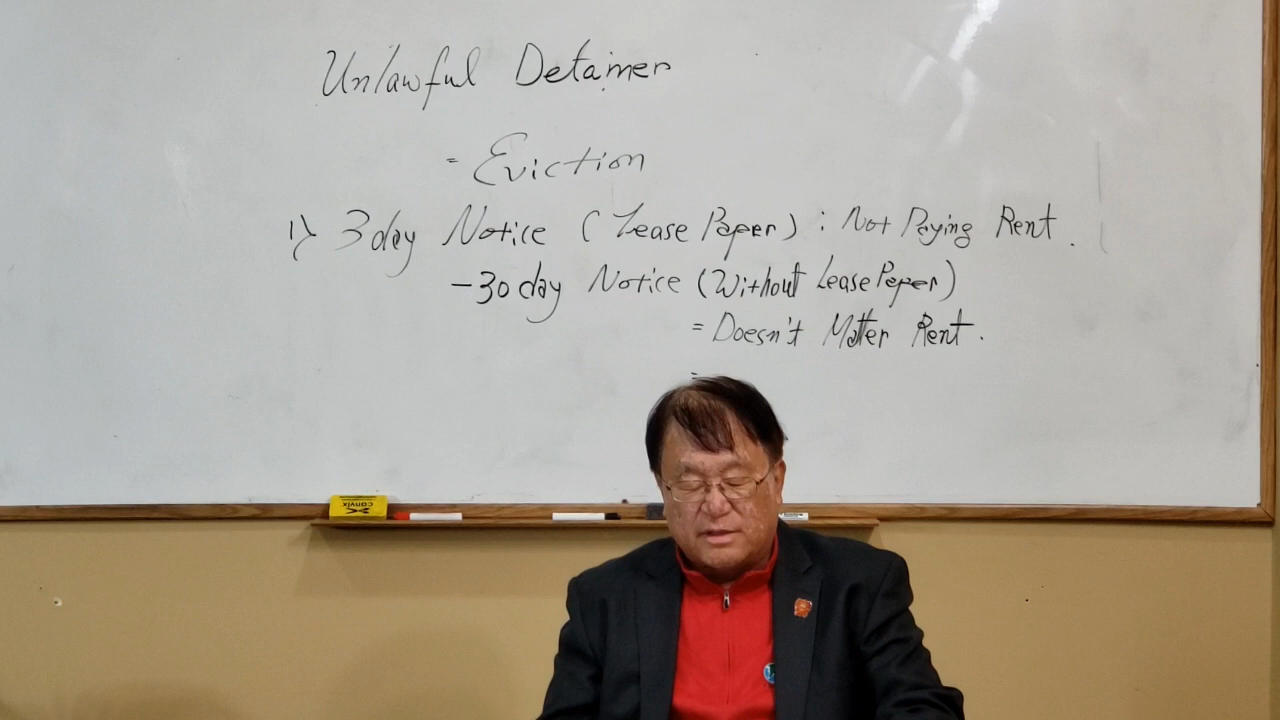 Unlawful Detainer
= Eviction
1) 3 day Notice (Lease Paper) : Not Paying Rent.
- 30 day Notice (Without Lease Paper)
= Doesn't Matter Rent.
=
canvix